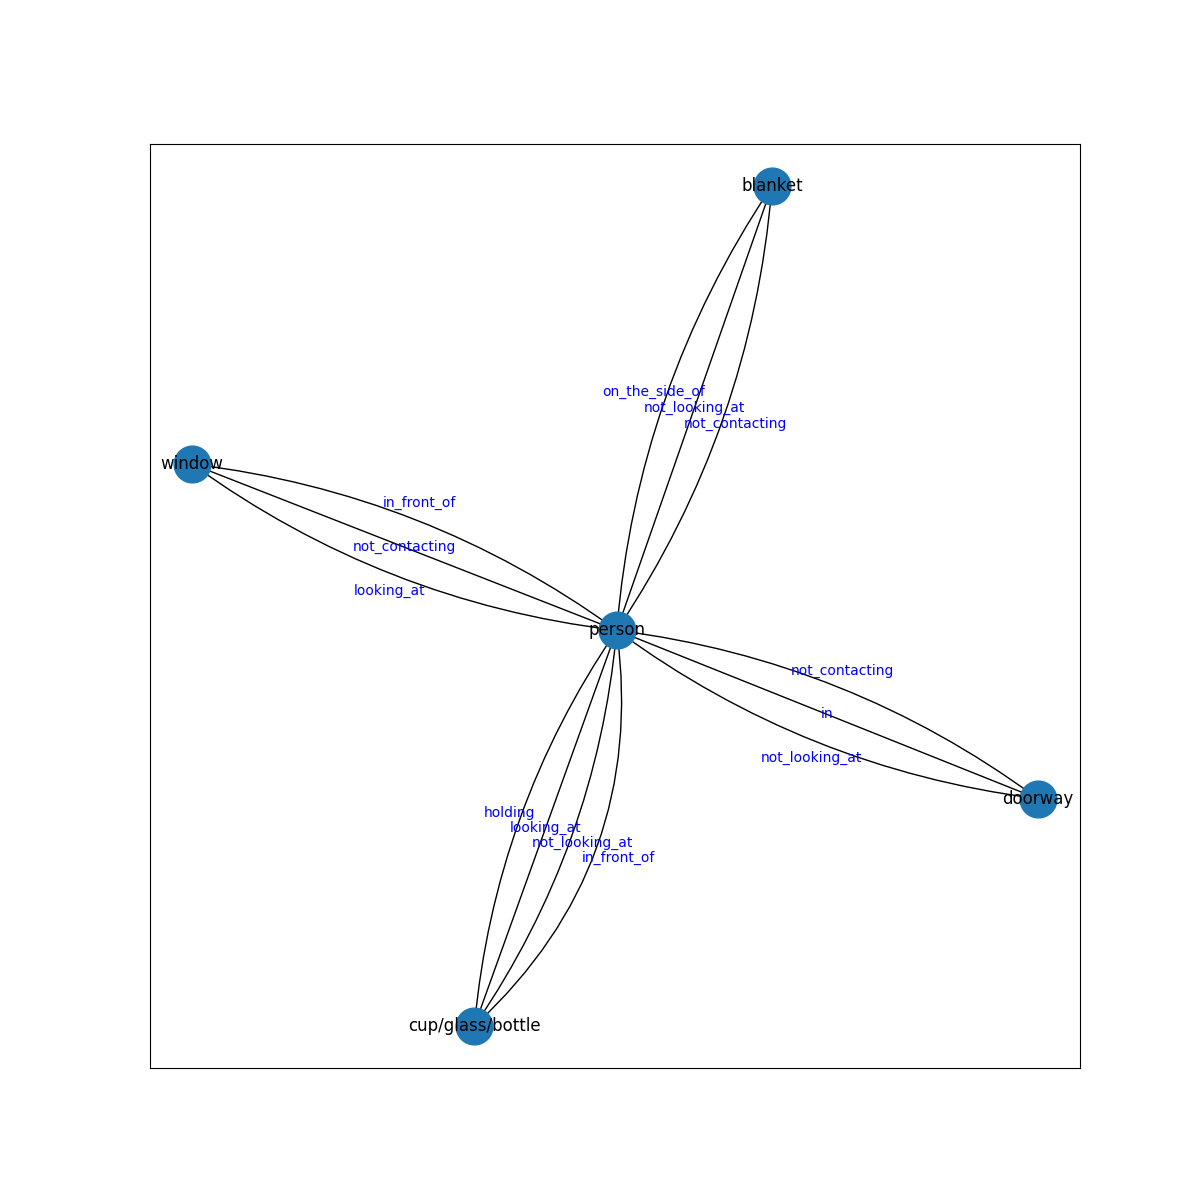 blanket
on_the_side_of
not_looking_at
not_contacting
window
in_front_of
not_contacting
looking_at
person
not_contacting
in
not_looking_at
doorway
holding
looking_at
not_looking_at
in_front_of
cup/glass/bottle